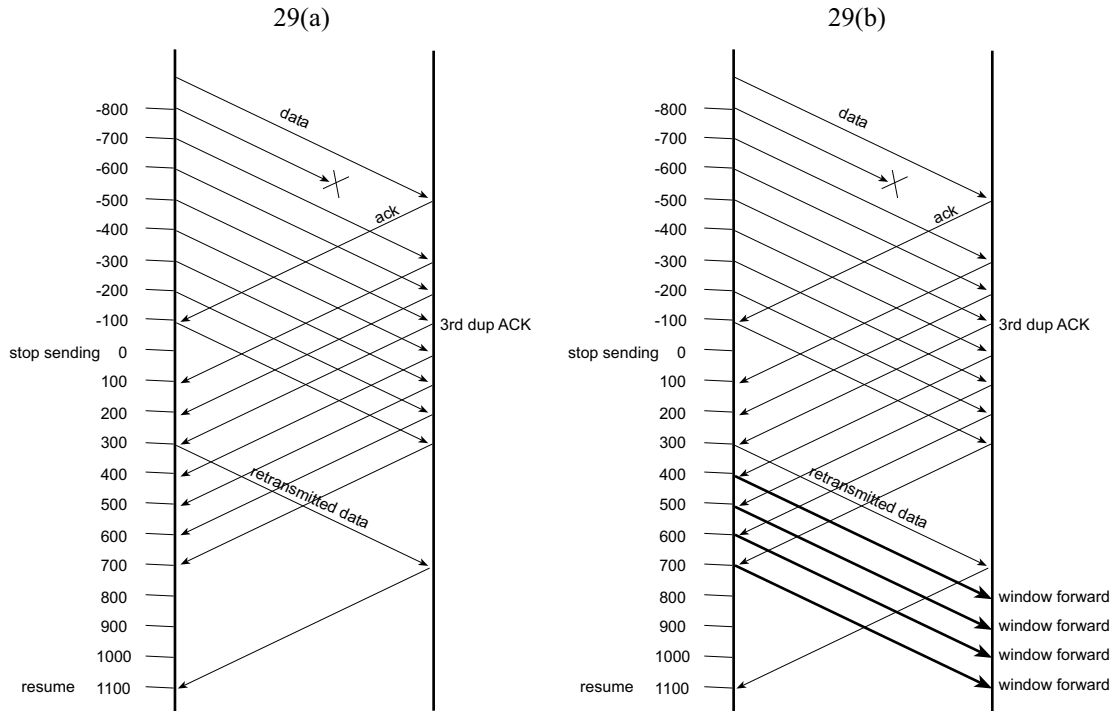 29(a)
data
-800
-700
-600
-500
ack
-400
-300
-200
-100
3rd dup ACK
stop sending 0
100
200
300
retransmitted data
400
500
600
700
800
900
1000
resume 1100
29(b)
data
-800
-700
-600
-500
ack
-400
-300
-200
-100
3rd dup ACK
stop sending 0
100
200
300
retransmitted data
400
500
600
700
800
window forward
900
window forward
1000
window forward
resume 1100
window forward